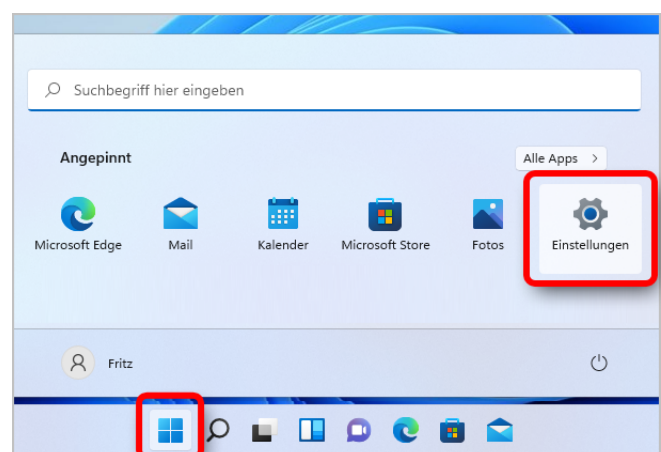 Suchbegriff hier eingeben
Angepinnt
Alle Apps >
Microsoft Edge
Mail
Kalender
Microsoft Store
Fotos
Einstellungen
Fritz